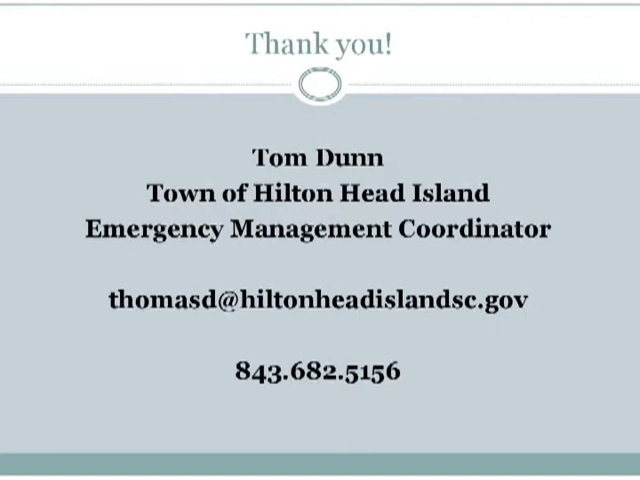 Thank you!
Tom Dunn
Town of Hilton Head Island
Emergency Management Coordinator
thomasd@hiltonheadislandsc.gov
843.682.5156